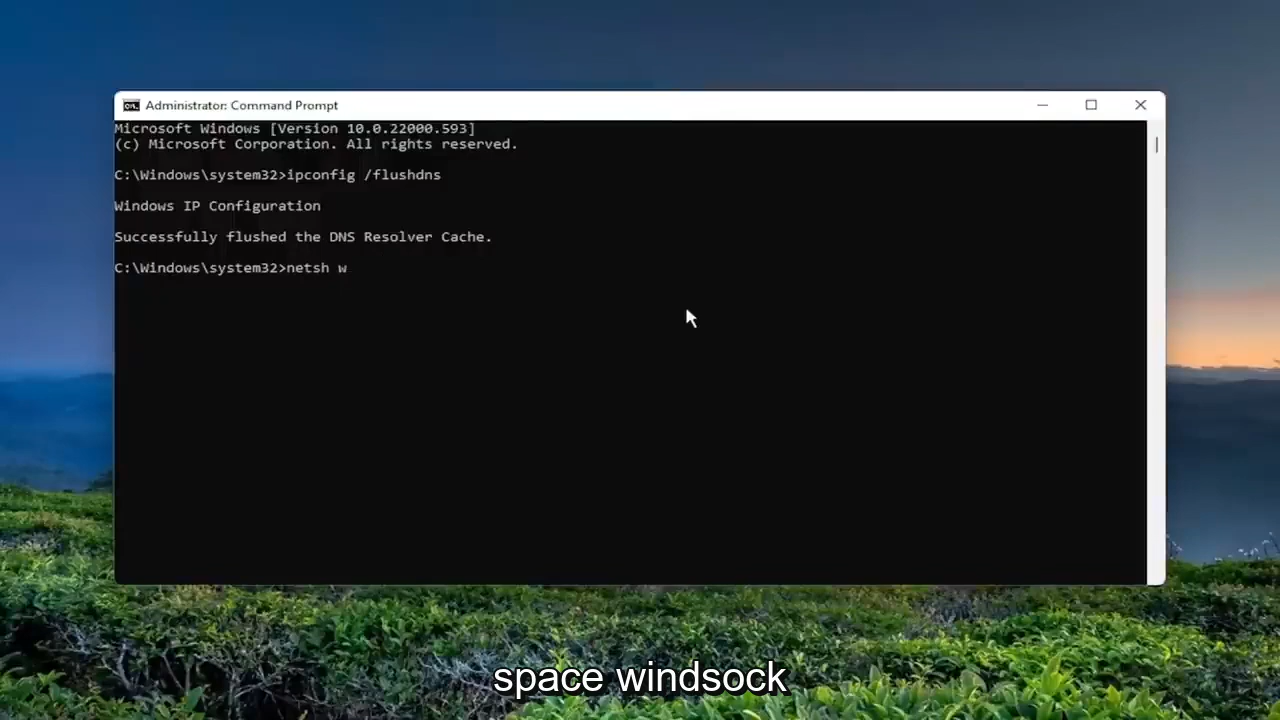 Administrator: Command Prompt
Microsoft Windows [Version 10.0.22000.593]
(c) Microsoft Corporation. All rights reserved.
C:\Windows\system32>ipconfig /flushdns
Windows IP Configuration
Successfully flushed the DNS Resolver Cache.
C:\Windows\system32>netsh w
space windsock